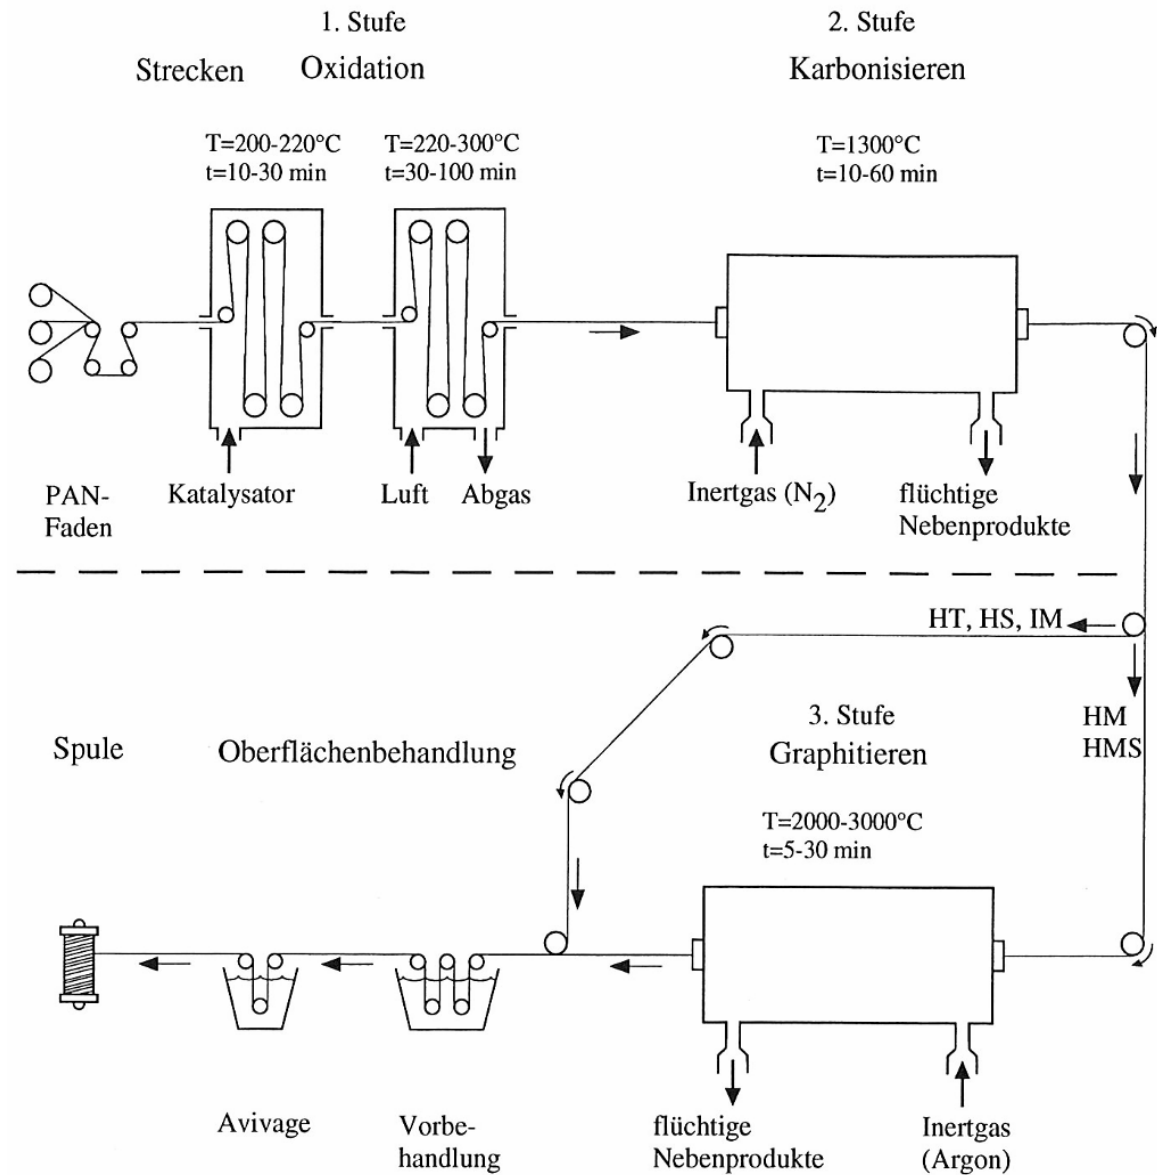 1. Stufe
2. Stufe
Strecken
Oxidation
Karbonisieren
T=200-220°C
t=10-30 min
T=220-300°C
t=30-100 min
T=1300°C
t=10-60 min
PAN-
Faden
Katalysator
Luft
Abgas
Inertgas (N₂)
flüchtige
Nebenprodukte
HT, HS, IM
HM
HMS
3. Stufe
Graphitieren
Spule
Oberflächenbehandlung
T=2000-3000°C
t=5-30 min
Avivage
Vorbe-
handlung
flüchtige
Nebenprodukte
Inertgas
(Argon)